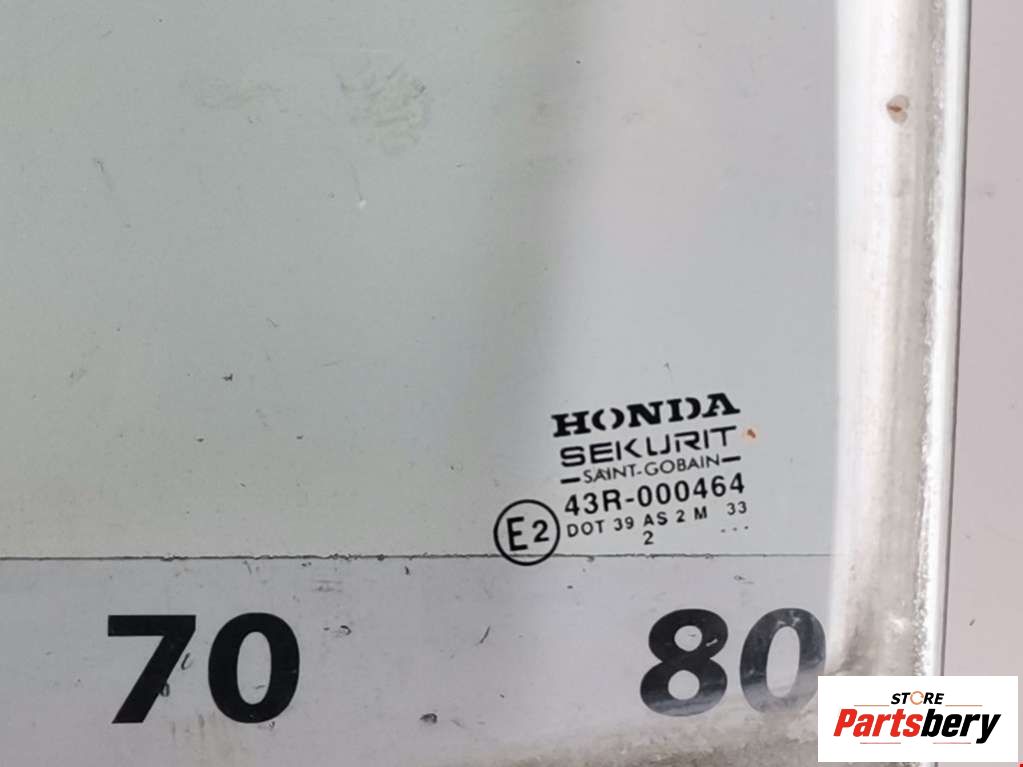 HONDA
SEKURIT
SAINT-GOBAIN
43R-000464
E2
DOT 39 AS 2 M 33
2 ...
70 80
STORE
Partsbery